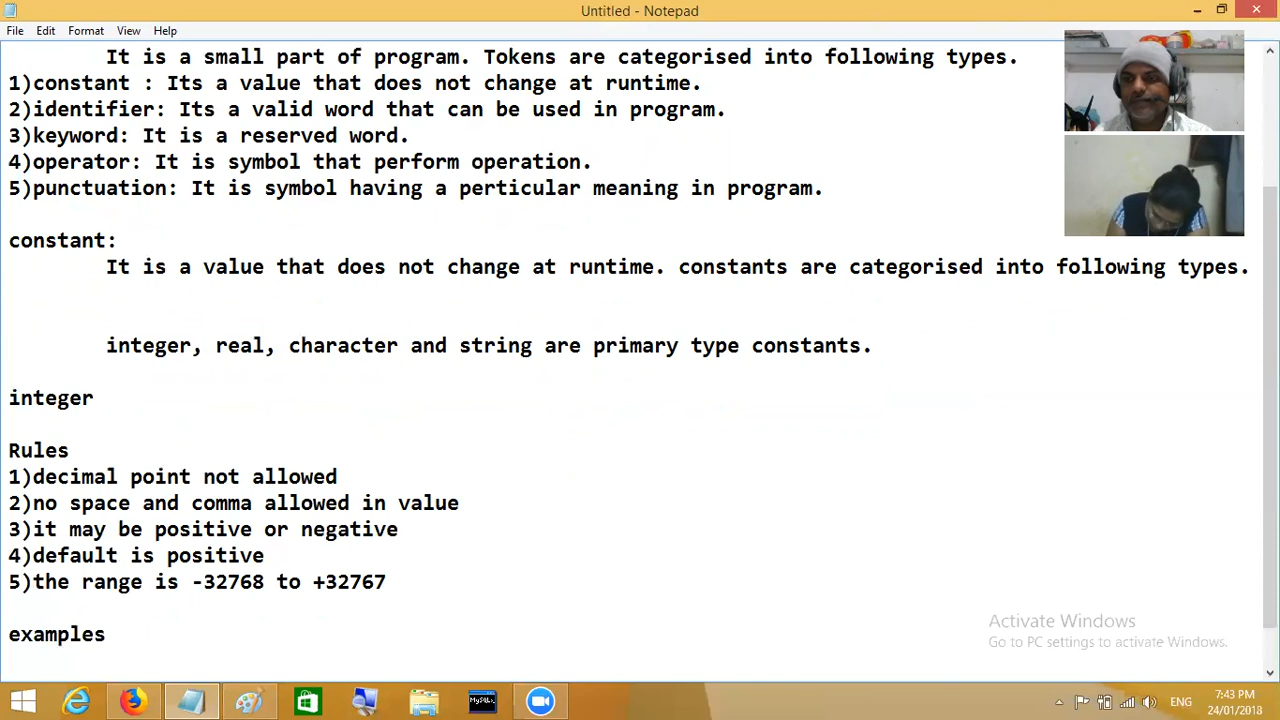 Untitled - Notepad
File Edit Format View Help
It is a small part of program. Tokens are categorised into following types.
1)constant : Its a value that does not change at runtime.
2)identifier: Its a valid word that can be used in program.
3)keyword: It is a reserved word.
4)operator: It is symbol that perform operation.
5)punctuation: It is symbol having a perticular meaning in program.
constant:
It is a value that does not change at runtime. constants are categorised into following types.
integer, real, character and string are primary type constants.
integer
Rules
1)decimal point not allowed
2)no space and comma allowed in value
3)it may be positive or negative
4)default is positive
5)the range is -32768 to +32767
examples
Activate Windows
Go to PC settings to activate Windows.
ENG
7:43 PM
24/01/2018